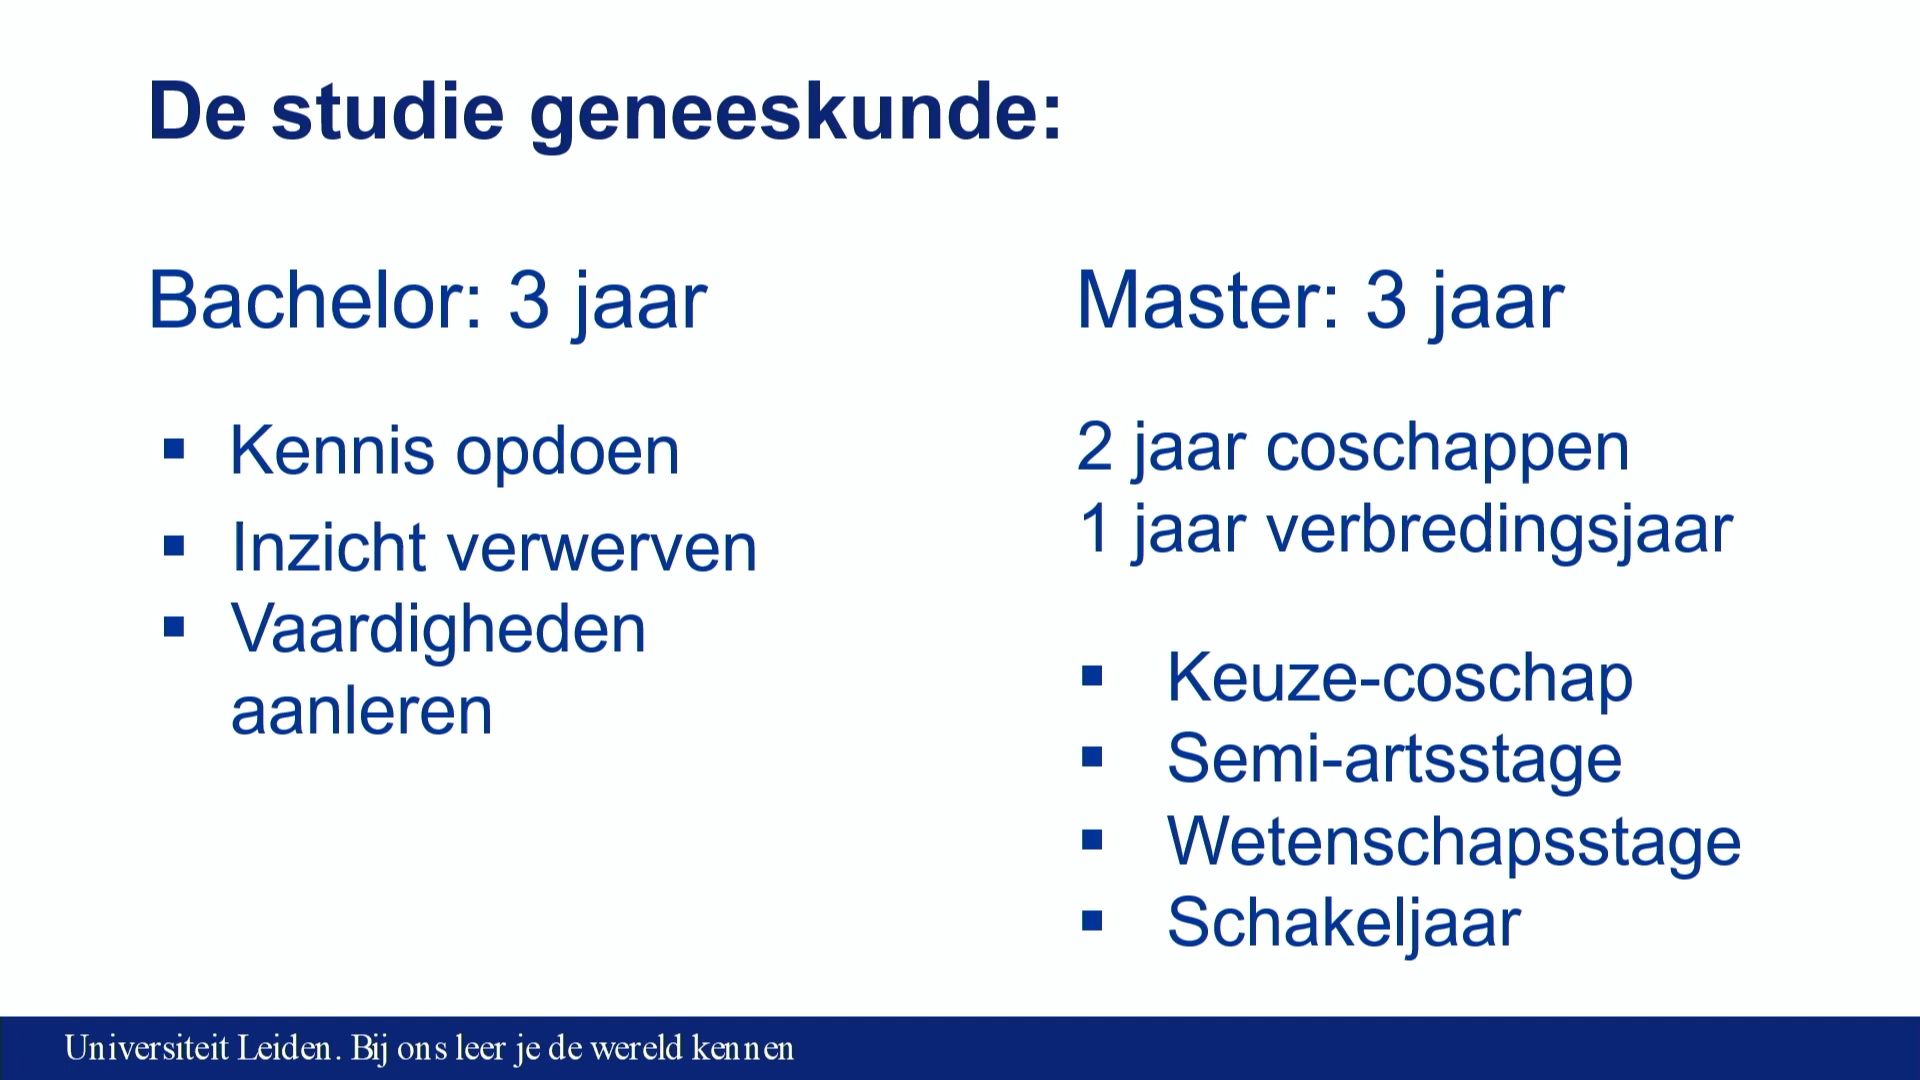 De studie geneeskunde:
Bachelor: 3 jaar
▪ Kennis opdoen
▪ Inzicht verwerven
▪ Vaardigheden
aanleren
Master: 3 jaar
2 jaar coschappen
1 jaar verbredingsjaar
▪ Keuze-coschap
▪ Semi-artsstage
▪ Wetenschapsstage
▪ Schakeljaar
Universiteit Leiden. Bij ons leer je de wereld kennen